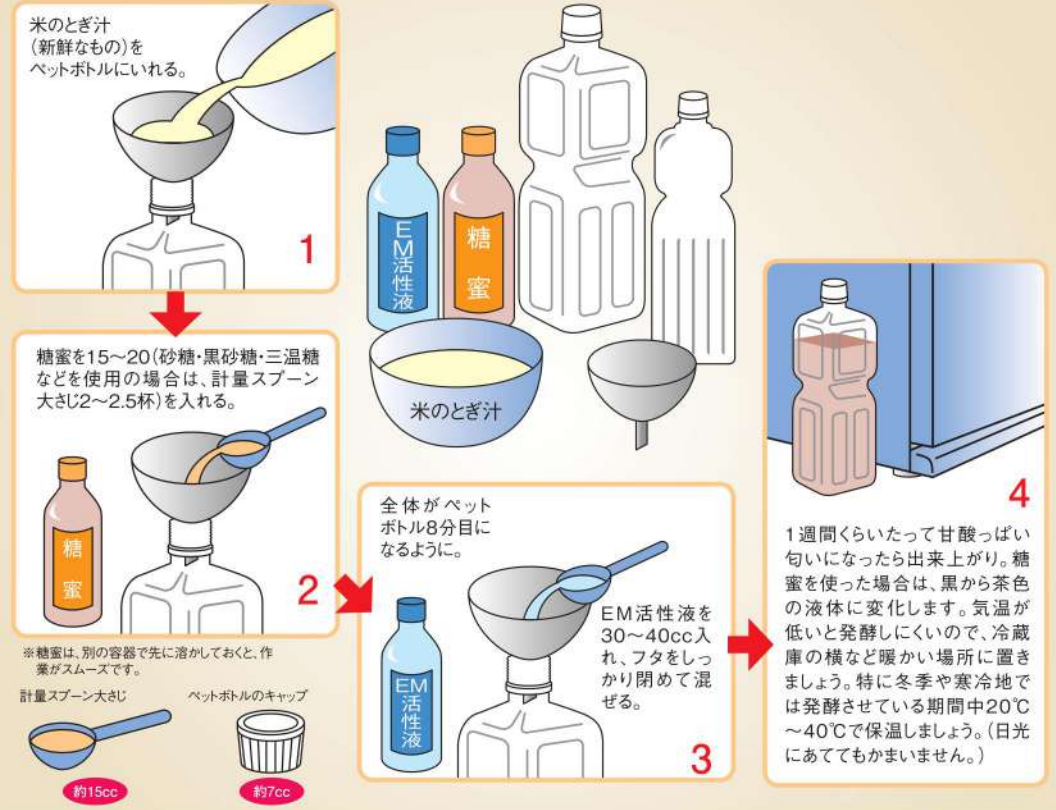 米のとぎ汁
(新鮮なもの)を
ペットボトルにいれる。
1
EM活性液
糖蜜
米のとぎ汁
糖蜜を15〜20(砂糖・黒砂糖・三温糖
などを使用の場合は、計量スプーン
大さじ2〜2.5杯)を入れる。
糖蜜
2
※糖蜜は、別の容器で先に溶かしておくと、作
業がスムーズです。
計量スプーン大さじ
約15cc
ペットボトルのキャップ
約7cc
全体がペット
ボトル8分目に
なるように。
EM活性液を
30〜40cc入
れ、フタをしっ
かり閉めて混
ぜる。
EM活性液
3
4
1週間くらいたって甘酸っぱい
匂いになったら出来上がり。糖
蜜を使った場合は、黒から茶色
の液体に変化します。気温が
低いと発酵しにくいので、冷蔵
庫の横など暖かい場所に置き
ましょう。特に冬季や寒冷地で
は発酵させている期間中20℃
〜40℃で保温しましょう。(日光
にあててもかまいません。)